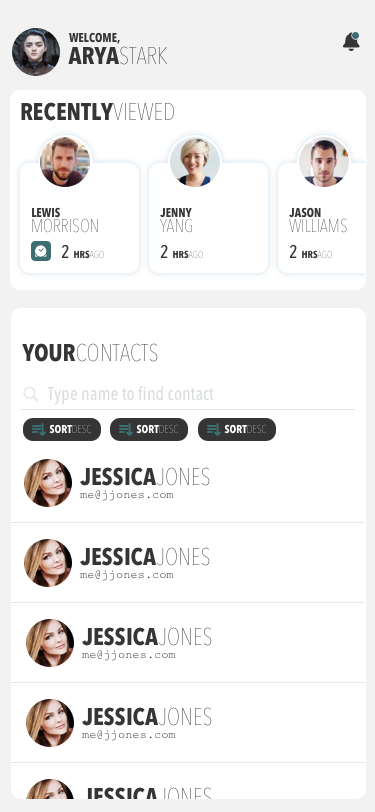 WELCOME,
ARYASTARK
RECENTLYVIEWED
LEWIS
MORRISON
2 HRSAGO
JENNY
YANG
2 HRSAGO
JASON
WILLIAMS
2 HRSAGO
YOURCONTACTS
Type name to find contact
SORTDESC SORTDESC SORTDESC
JESSICAJONES
me@jjones.com
JESSICAJONES
me@jjones.com
JESSICAJONES
me@jjones.com
JESSICAJONES
me@jjones.com
JESSICAJONES